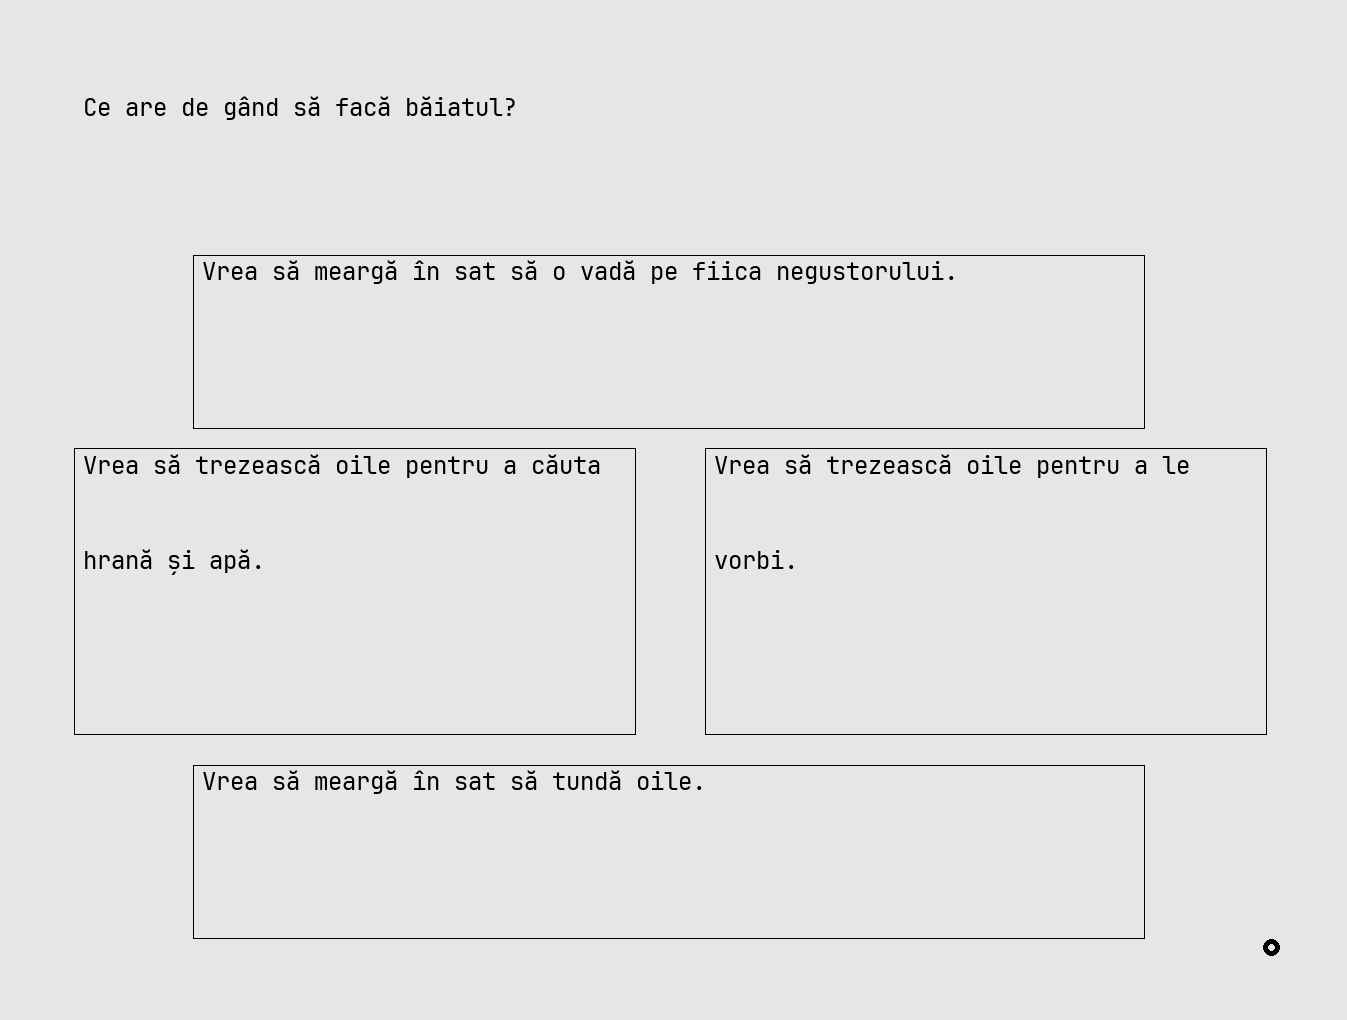 Ce are de gând să facă băiatul?
Vrea să meargă în sat să o vadă pe fiica negustorului.
Vrea să trezească oile pentru a căuta
hrană și apă.
Vrea să trezească oile pentru a le
vorbi.
Vrea să meargă în sat să tundă oile.